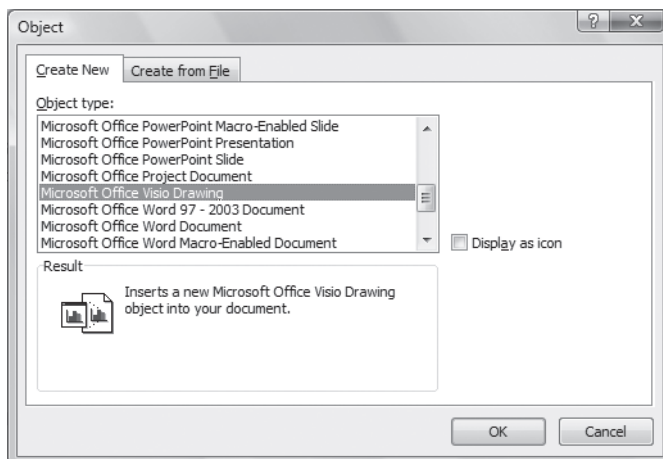 Object
?
X
Create New
Create from File
Object type:
Microsoft Office PowerPoint Macro-Enabled Slide
Microsoft Office PowerPoint Presentation
Microsoft Office PowerPoint Slide
Microsoft Office Project Document
Microsoft Office Visio Drawing
Microsoft Office Word 97 - 2003 Document
Microsoft Office Word Document
Microsoft Office Word Macro-Enabled Document
Display as icon
Result
Inserts a new Microsoft Office Visio Drawing
object into your document.
OK
Cancel